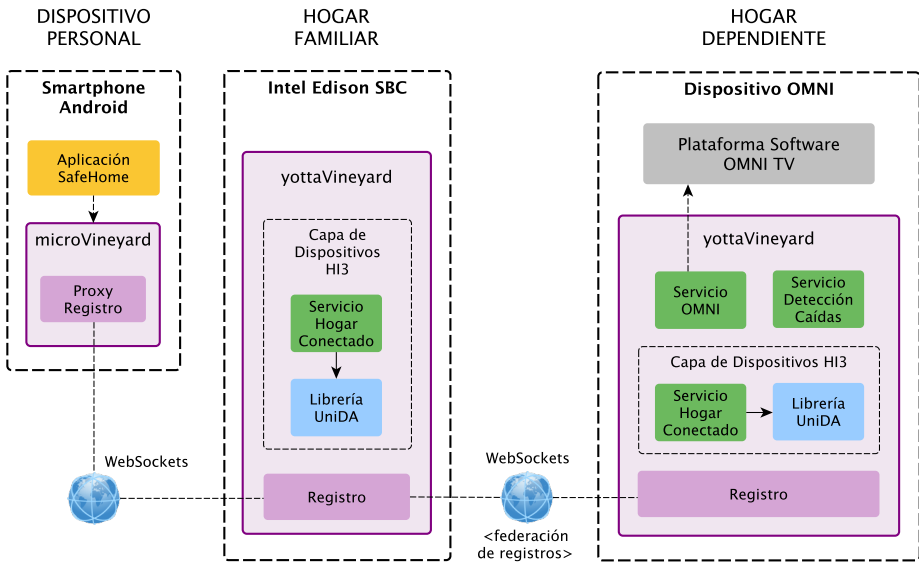 DISPOSITIVO
PERSONAL
Smartphone
Android
Aplicación
SafeHome
microVineyard
Proxy
Registro
WebSockets
HOGAR
FAMILIAR
Intel Edison SBC
yottaVineyard
Capa de
Dispositivos
HI3
Servicio
Hogar
Conectado
Librería
UniDA
Registro
WebSockets
<federación
de registros>
HOGAR
DEPENDIENTE
Dispositivo OMNI
Plataforma Software
OMNI TV
yottaVineyard
Servicio
OMNI
Servicio
Detección
Caídas
Capa de Dispositivos HI3
Servicio
Hogar
Conectado
Librería
UniDA
Registro